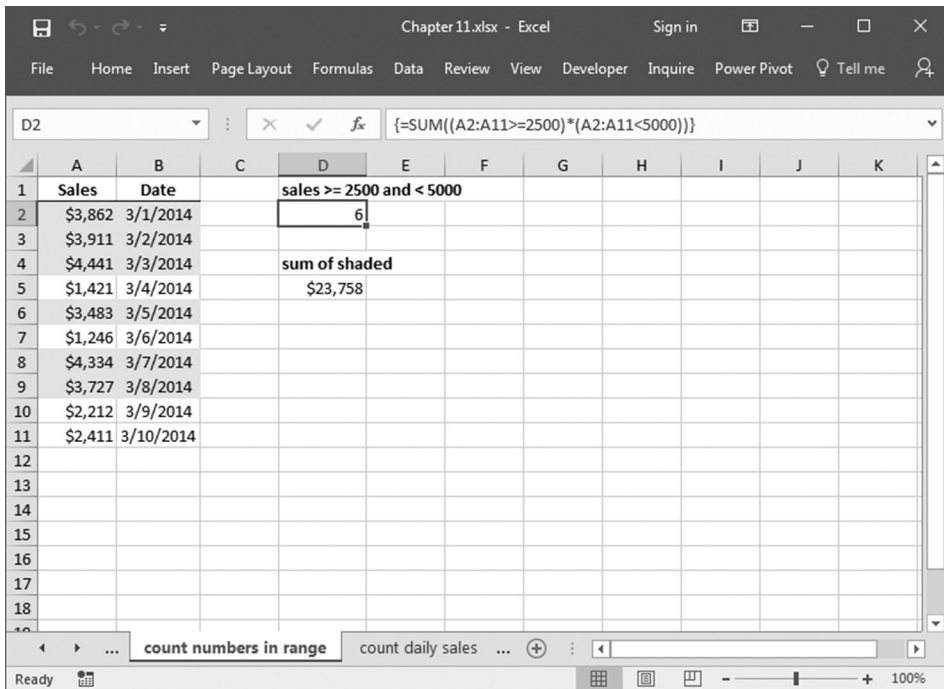 Chapter 11.xlsx - Excel Sign in
File Home Insert Page Layout Formulas Data Review View Developer Inquire Power Pivot Tell me
D2 fx {=SUM((A2:A11>=2500)*(A2:A11<5000))}
A B C D E F G H I J K
1 Sales Date sales >= 2500 and < 5000
2 $3,862 3/1/2014 6
3 $3,911 3/2/2014
4 $4,441 3/3/2014 sum of shaded
5 $1,421 3/4/2014 $23,758
6 $3,483 3/5/2014
7 $1,246 3/6/2014
8 $4,334 3/7/2014
9 $3,727 3/8/2014
10 $2,212 3/9/2014
11 $2,411 3/10/2014
12
13
14
15
16
17
18
19
... count numbers in range count daily sales ...
Ready 100%